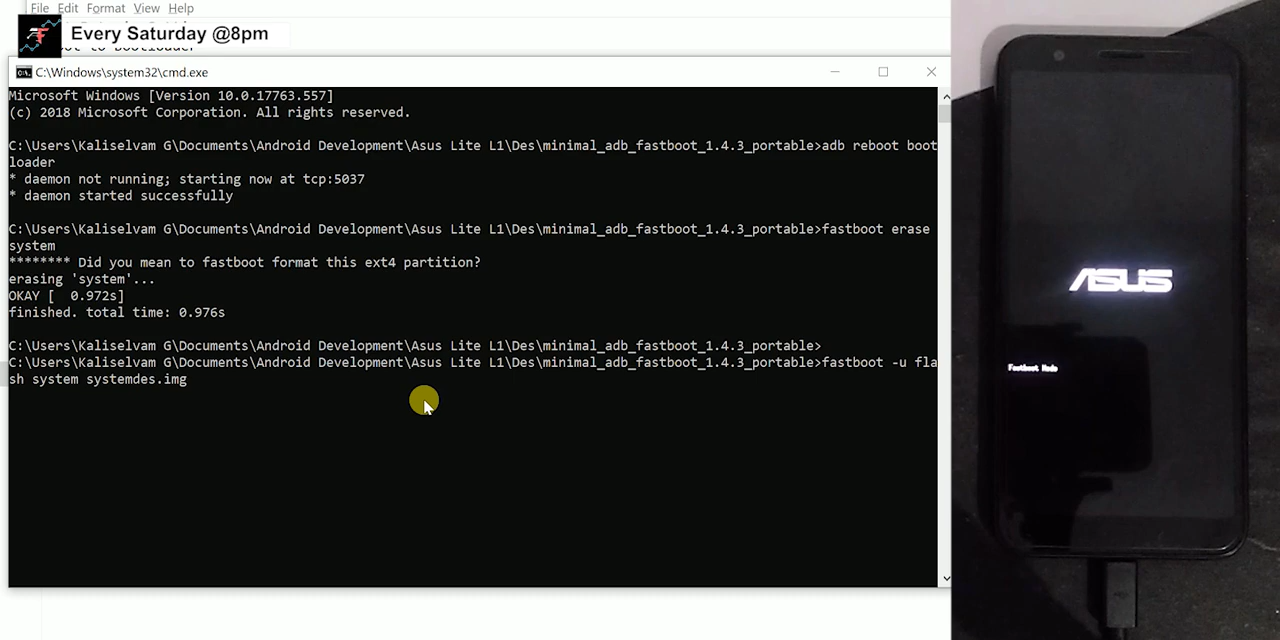 File Edit Format View Help
Every Saturday @8pm
C:\Windows\system32\cmd.exe
Microsoft Windows [Version 10.0.17763.557]
(c) 2018 Microsoft Corporation. All rights reserved.
C:\Users\Kaliselvam G\Documents\Android Development\Asus Lite L1\Des\minimal_adb_fastboot_1.4.3_portable>adb reboot boot
loader
* daemon not running; starting now at tcp:5037
* daemon started successfully
C:\Users\Kaliselvam G\Documents\Android Development\Asus Lite L1\Des\minimal_adb_fastboot_1.4.3_portable>fastboot erase
system
******** Did you mean to fastboot format this ext4 partition?
erasing 'system'...
OKAY [  0.972s]
finished. total time: 0.976s
C:\Users\Kaliselvam G\Documents\Android Development\Asus Lite L1\Des\minimal_adb_fastboot_1.4.3_portable>
C:\Users\Kaliselvam G\Documents\Android Development\Asus Lite L1\Des\minimal_adb_fastboot_1.4.3_portable>fastboot -u fla
sh system systemdes.img
ASUS
Fastboot Mode